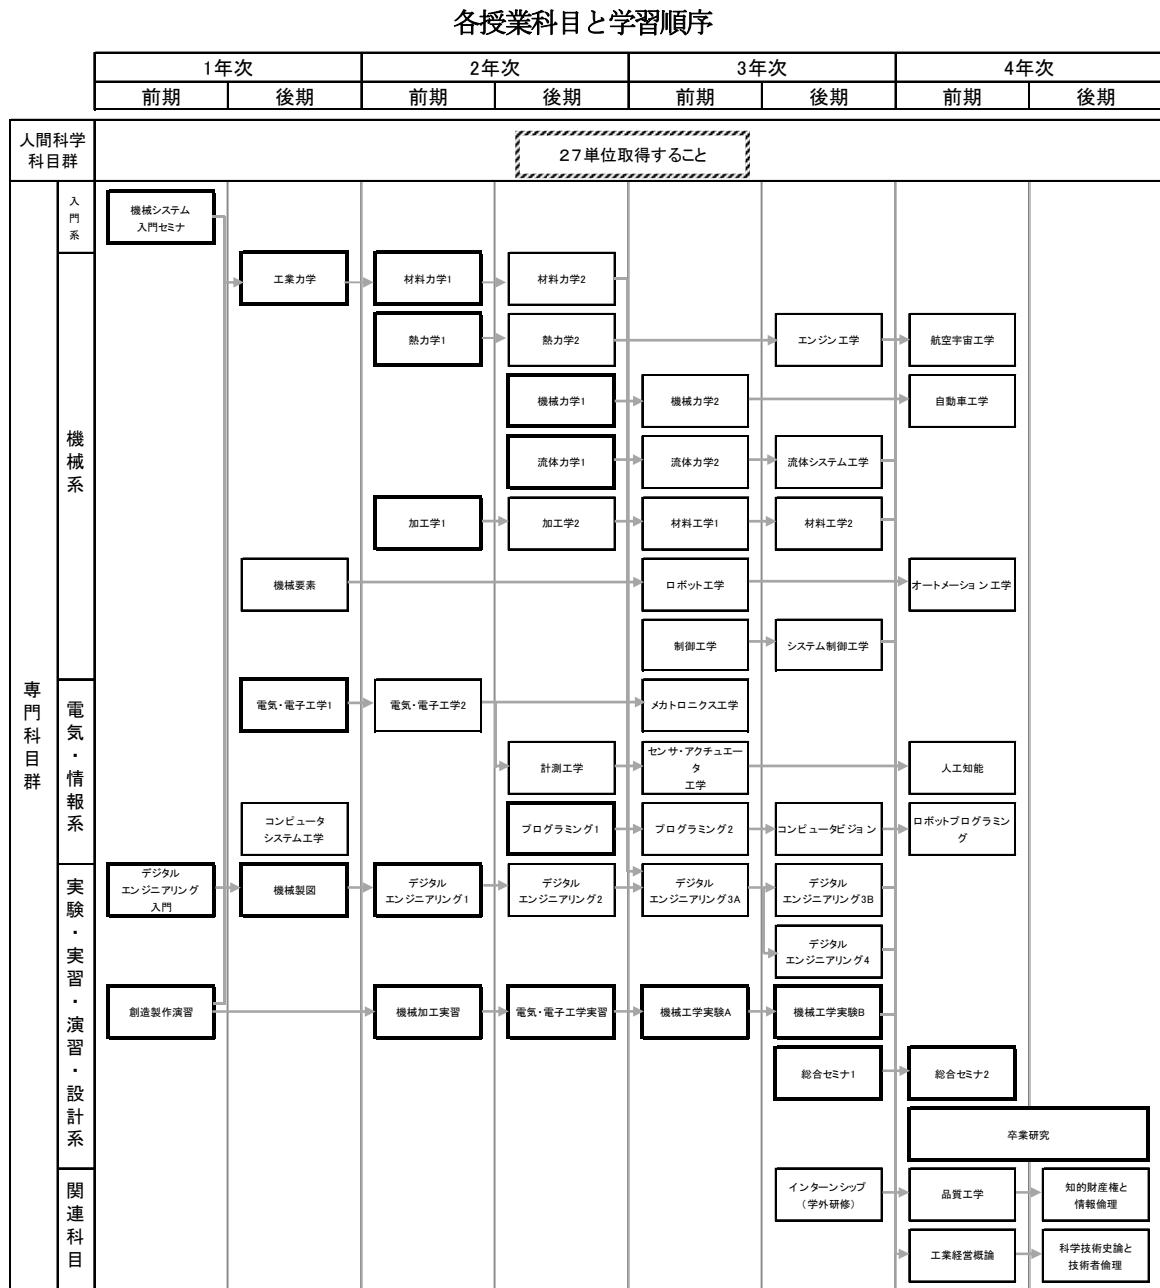 各授業科目と学習順序
1年次
2年次
3年次
4年次
前期
後期
前期
後期
前期
後期
前期
後期
人間科学
科目群
27単位取得すること
専門科目群
入門系
機械システム
入門セミナ
機械系
工業力学
材料力学1
材料力学2
熱力学1
熱力学2
エンジン工学
航空宇宙工学
機械力学1
機械力学2
自動車工学
流体力学1
流体力学2
流体システム工学
加工学1
加工学2
材料工学1
材料工学2
機械要素
ロボット工学
オートメーション工学
制御工学
システム制御工学
電気・情報系
電気・電子工学1
電気・電子工学2
メカトロニクス工学
計測工学
センサ・アクチュエー
タ
工学
人工知能
コンピュータ
システム工学
プログラミング1
プログラミング2
コンピュータビジョン
ロボットプログラミン
グ
実験・実習・演習・設計系
デジタル
エンジニアリング
入門
機械製図
デジタル
エンジニアリング1
デジタル
エンジニアリング2
デジタル
エンジニアリング3A
デジタル
エンジニアリング3B
デジタル
エンジニアリング4
創造製作演習
機械加工実習
電気・電子工学実習
機械工学実験A
機械工学実験B
総合セミナ1
総合セミナ2
卒業研究
関連科目
インターンシップ
(学外研修)
品質工学
知的財産権と
情報倫理
工業経営概論
科学技術史論と
技術者倫理